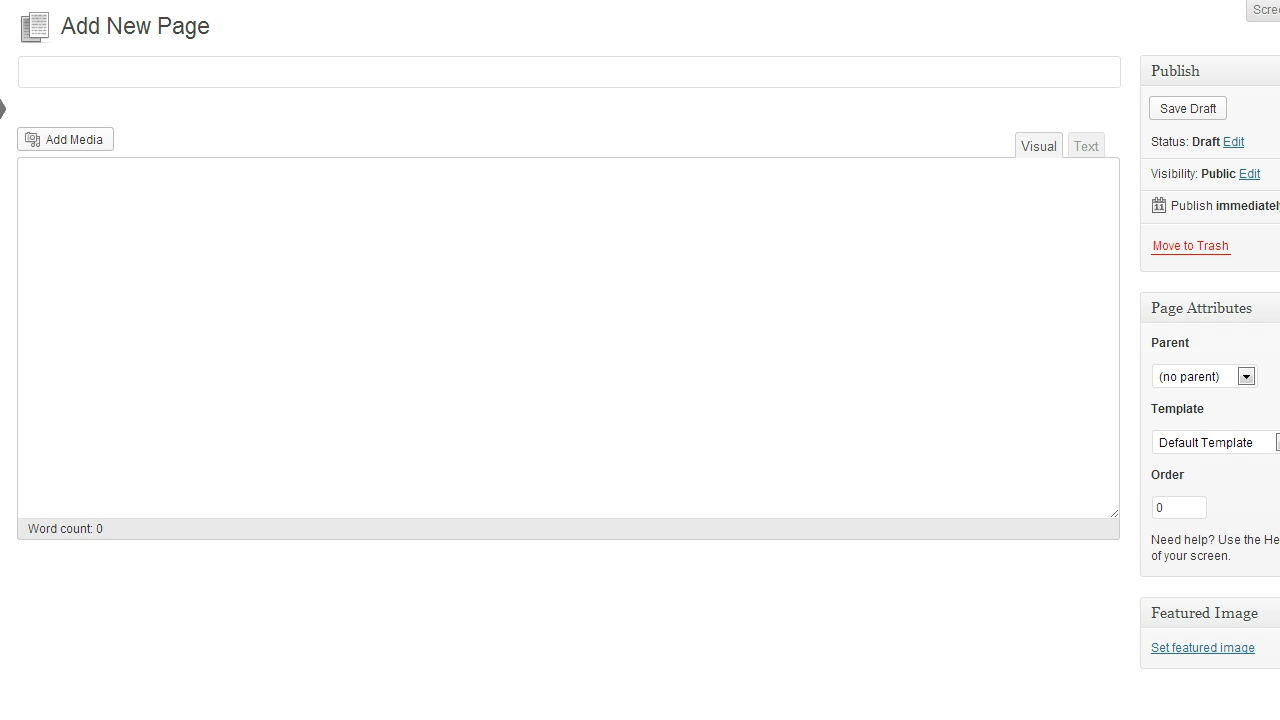 Add New Page
Add Media
Visual
Text
Word count: 0
Publish
Save Draft
Status: Draft Edit
Visibility: Public Edit
11 Publish immediately
Move to Trash
Page Attributes
Parent
(no parent)
Template
Default Template
Order
0
Need help? Use the
of your screen.
Featured Image
Set featured image